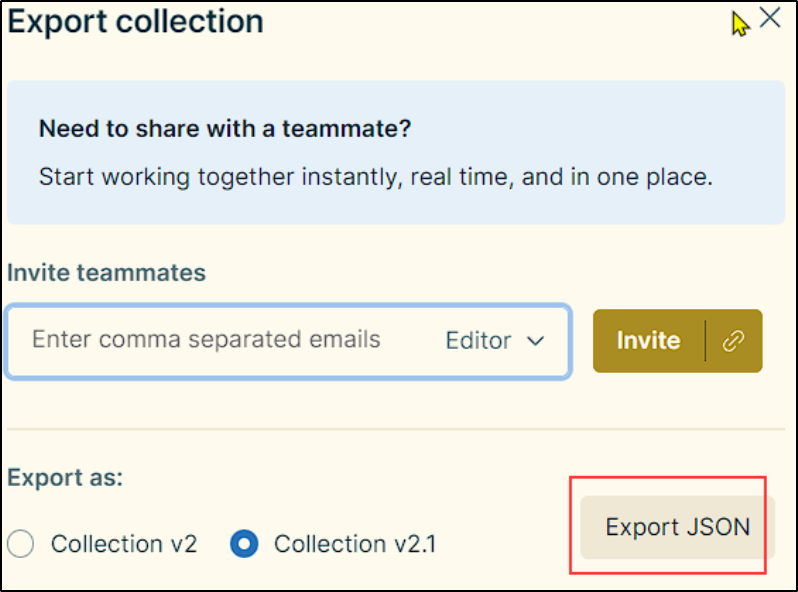 Export collection
Need to share with a teammate?
Start working together instantly, real time, and in one place.
Invite teammates
Enter comma separated emails Editor Invite
Export as:
Collection v2 Collection v2.1 Export JSON